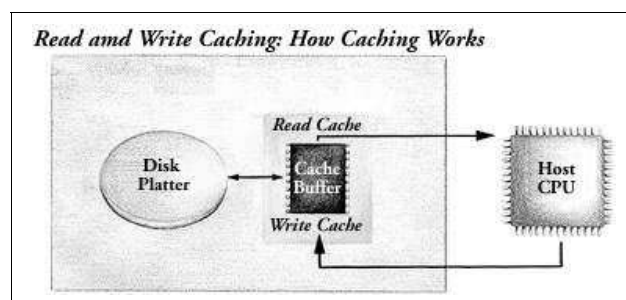 Read amd Write Caching: How Caching Works
Read Cache
Disk
Platter
Cache
Buffer
Host
CPU
Write Cache